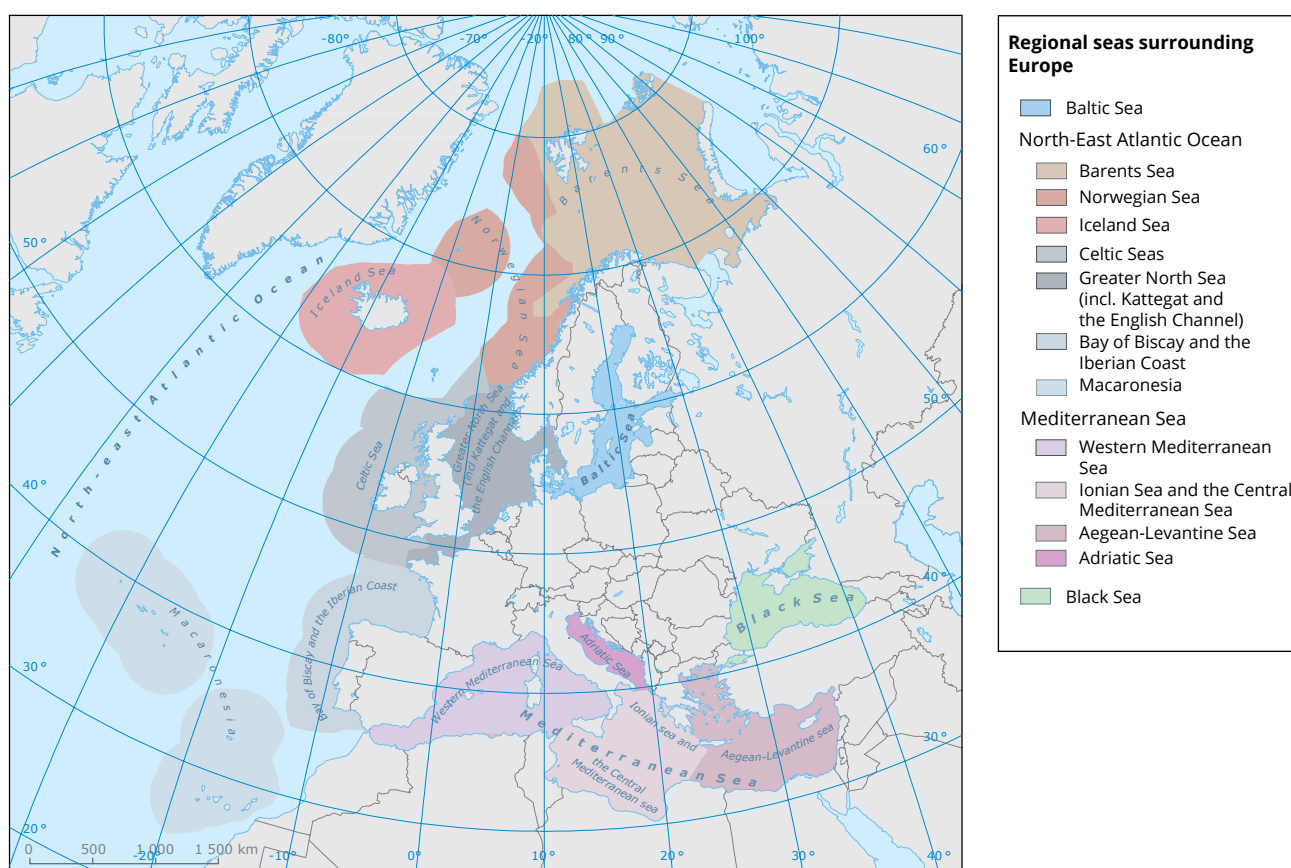 -80°
-70°
-20°
80°
90°
100°
60°
50°
50°
40°
40°
30°
30°
20°
-20°
-10°
0°
10°
20°
30°
40°
Barents Sea
Norwegian Sea
Iceland Sea
North-east Atlantic Ocean
Celtic Sea
Greater North Sea
(incl Kattegat and
the English Channel)
Baltic Sea
Bay of Biscay and the Iberian Coast
Macaronesia
Black Sea
Adriatic Sea
Western Mediterranean Sea
Mediterranean Sea
Ionian sea and
the Central
Mediterranean sea
Aegean-Levantine sea
0 500 1 000 1 500 km
Regional seas surrounding
Europe
Baltic Sea
North-East Atlantic Ocean
Barents Sea
Norwegian Sea
Iceland Sea
Celtic Seas
Greater North Sea
(incl. Kattegat and
the English Channel)
Bay of Biscay and the
Iberian Coast
Macaronesia
Mediterranean Sea
Western Mediterranean
Sea
Ionian Sea and the Central
Mediterranean Sea
Aegean-Levantine Sea
Adriatic Sea
Black Sea